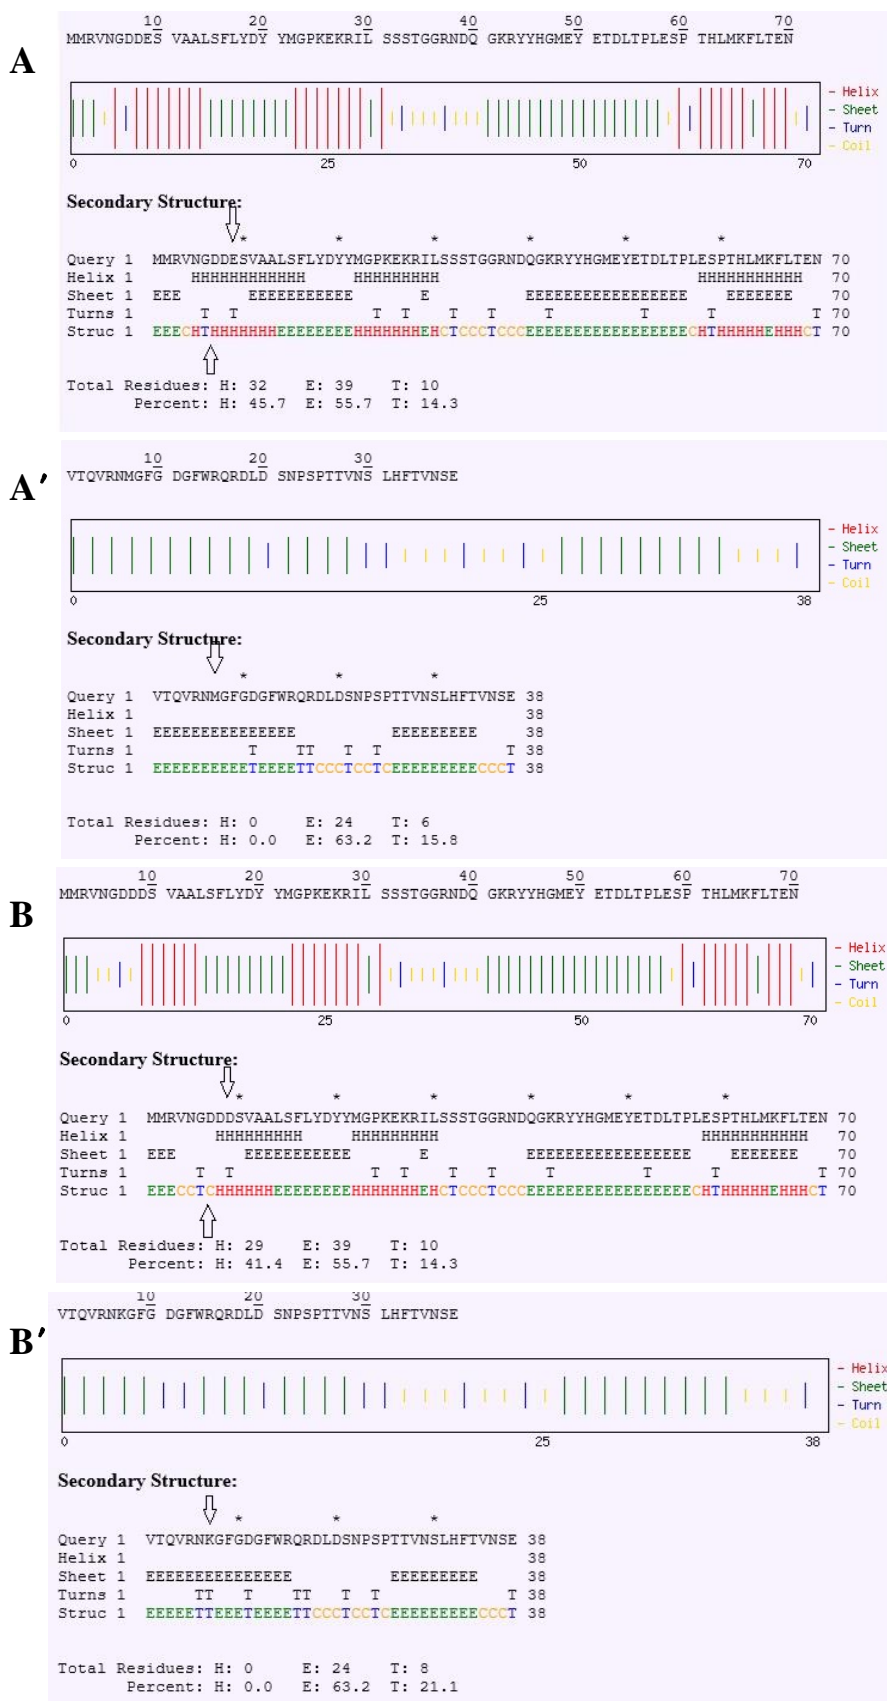 A
10 20 30 40 50 60 70
MMRVNGDDES VAALSFLYDY YMGPKEKRIL SSSTGGRNDQ GKRYYHGMEY ETDLTPLESP THLMKFLTEN
- Helix
- Sheet
- Turn
- Coil
0 25 50 70
Secondary Structure:
* * * * * *
Query 1 MMRVNGDDESVAALSFLYDYYMGPKEKRILSSSTGGRNDQGKRYYHGMEYETDLTPLESPTHLMKFLTEN 70
Helix 1 HHHHHHHHHHHH HHHHHHHHH HHHHHHHHHHH 70
Sheet 1 EEE EEEEEEEEEEE E EEEEEEEEEEEEEEEEE EEEEEEE 70
Turns 1 T T T T T T T T T T 70
Struc 1 EEECHTHHHHHHHEEEEEEEEHHHHHHHEHCTCCCTCCCEEEEEEEEEEEEEEEEECHTHHHHHEHHHCT 70
Total Residues: H: 32 E: 39 T: 10
Percent: H: 45.7 E: 55.7 T: 14.3
A′
10 20 30
VTQVRNMGFG DGFWRQRDLD SNPSPTTVNS LHFTVNSE
- Helix
- Sheet
- Turn
- Coil
0 25 38
Secondary Structure:
* * *
Query 1 VTQVRNMGFGDGFWRQRDLDSNPSPTTVNSLHFTVNSE 38
Helix 1 38
Sheet 1 EEEEEEEEEEEEEEE EEEEEEEEE 38
Turns 1 T TT T T T 38
Struc 1 EEEEEEEEEETEEEETTCCCTCCTCEEEEEEEEECCCT 38
Total Residues: H: 0 E: 24 T: 6
Percent: H: 0.0 E: 63.2 T: 15.8
B
10 20 30 40 50 60 70
MMRVNGDDDS VAALSFLYDY YMGPKEKRIL SSSTGGRNDQ GKRYYHGMEY ETDLTPLESP THLMKFLTEN
- Helix
- Sheet
- Turn
- Coil
0 25 50 70
Secondary Structure:
* * * * * *
Query 1 MMRVNGDDDSVAALSFLYDYYMGPKEKRILSSSTGGRNDQGKRYYHGMEYETDLTPLESPTHLMKFLTEN 70
Helix 1 HHHHHHHHH HHHHHHHHH HHHHHHHHHHH 70
Sheet 1 EEE EEEEEEEEEEE E EEEEEEEEEEEEEEEEE EEEEEEE 70
Turns 1 T T T T T T T T T T 70
Struc 1 EEECCTCHHHHHHEEEEEEEEHHHHHHHEHCTCCCTCCCEEEEEEEEEEEEEEEEECHTHHHHHEHHHCT 70
Total Residues: H: 29 E: 39 T: 10
Percent: H: 41.4 E: 55.7 T: 14.3
B′
10 20 30
VTQVRNKGFG DGFWRQRDLD SNPSPTTVNS LHFTVNSE
- Helix
- Sheet
- Turn
- Coil
0 25 38
Secondary Structure:
* * *
Query 1 VTQVRNKGFGDGFWRQRDLDSNPSPTTVNSLHFTVNSE 38
Helix 1 38
Sheet 1 EEEEEEEEEEEEEEE EEEEEEEEE 38
Turns 1 TT T TT T T T 38
Struc 1 EEEEETTEEETEEEETTCCCTCCTCEEEEEEEEECCCT 38
Total Residues: H: 0 E: 24 T: 8
Percent: H: 0.0 E: 63.2 T: 21.1